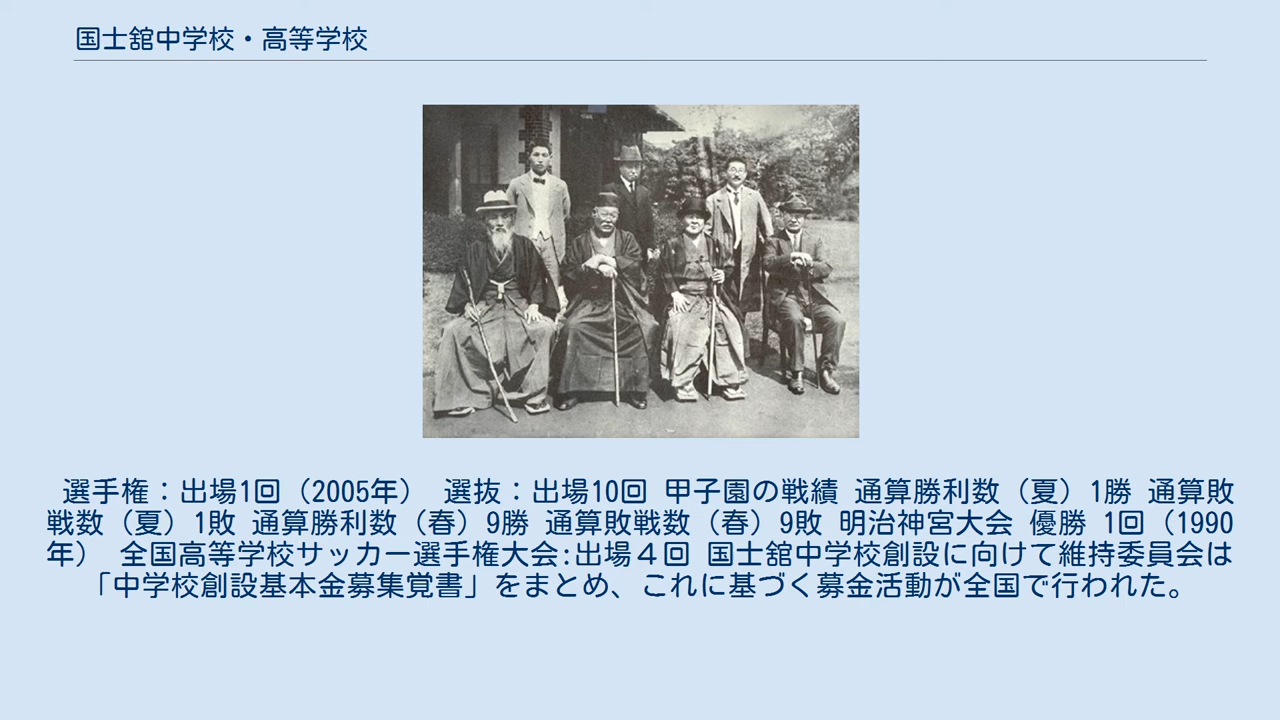 国士舘中学校・高等学校
選手権：出場1回（2005年） 選抜：出場10回 甲子園の戦績 通算勝利数（夏）1勝 通算敗
戦数（夏）1敗 通算勝利数（春）9勝 通算敗戦数（春）9敗 明治神宮大会 優勝 1回（1990
年） 全国高等学校サッカー選手権大会:出場４回 国士舘中学校創設に向けて維持委員会は
「中学校創設基本金募集覚書」をまとめ、これに基づく募金活動が全国で行われた。